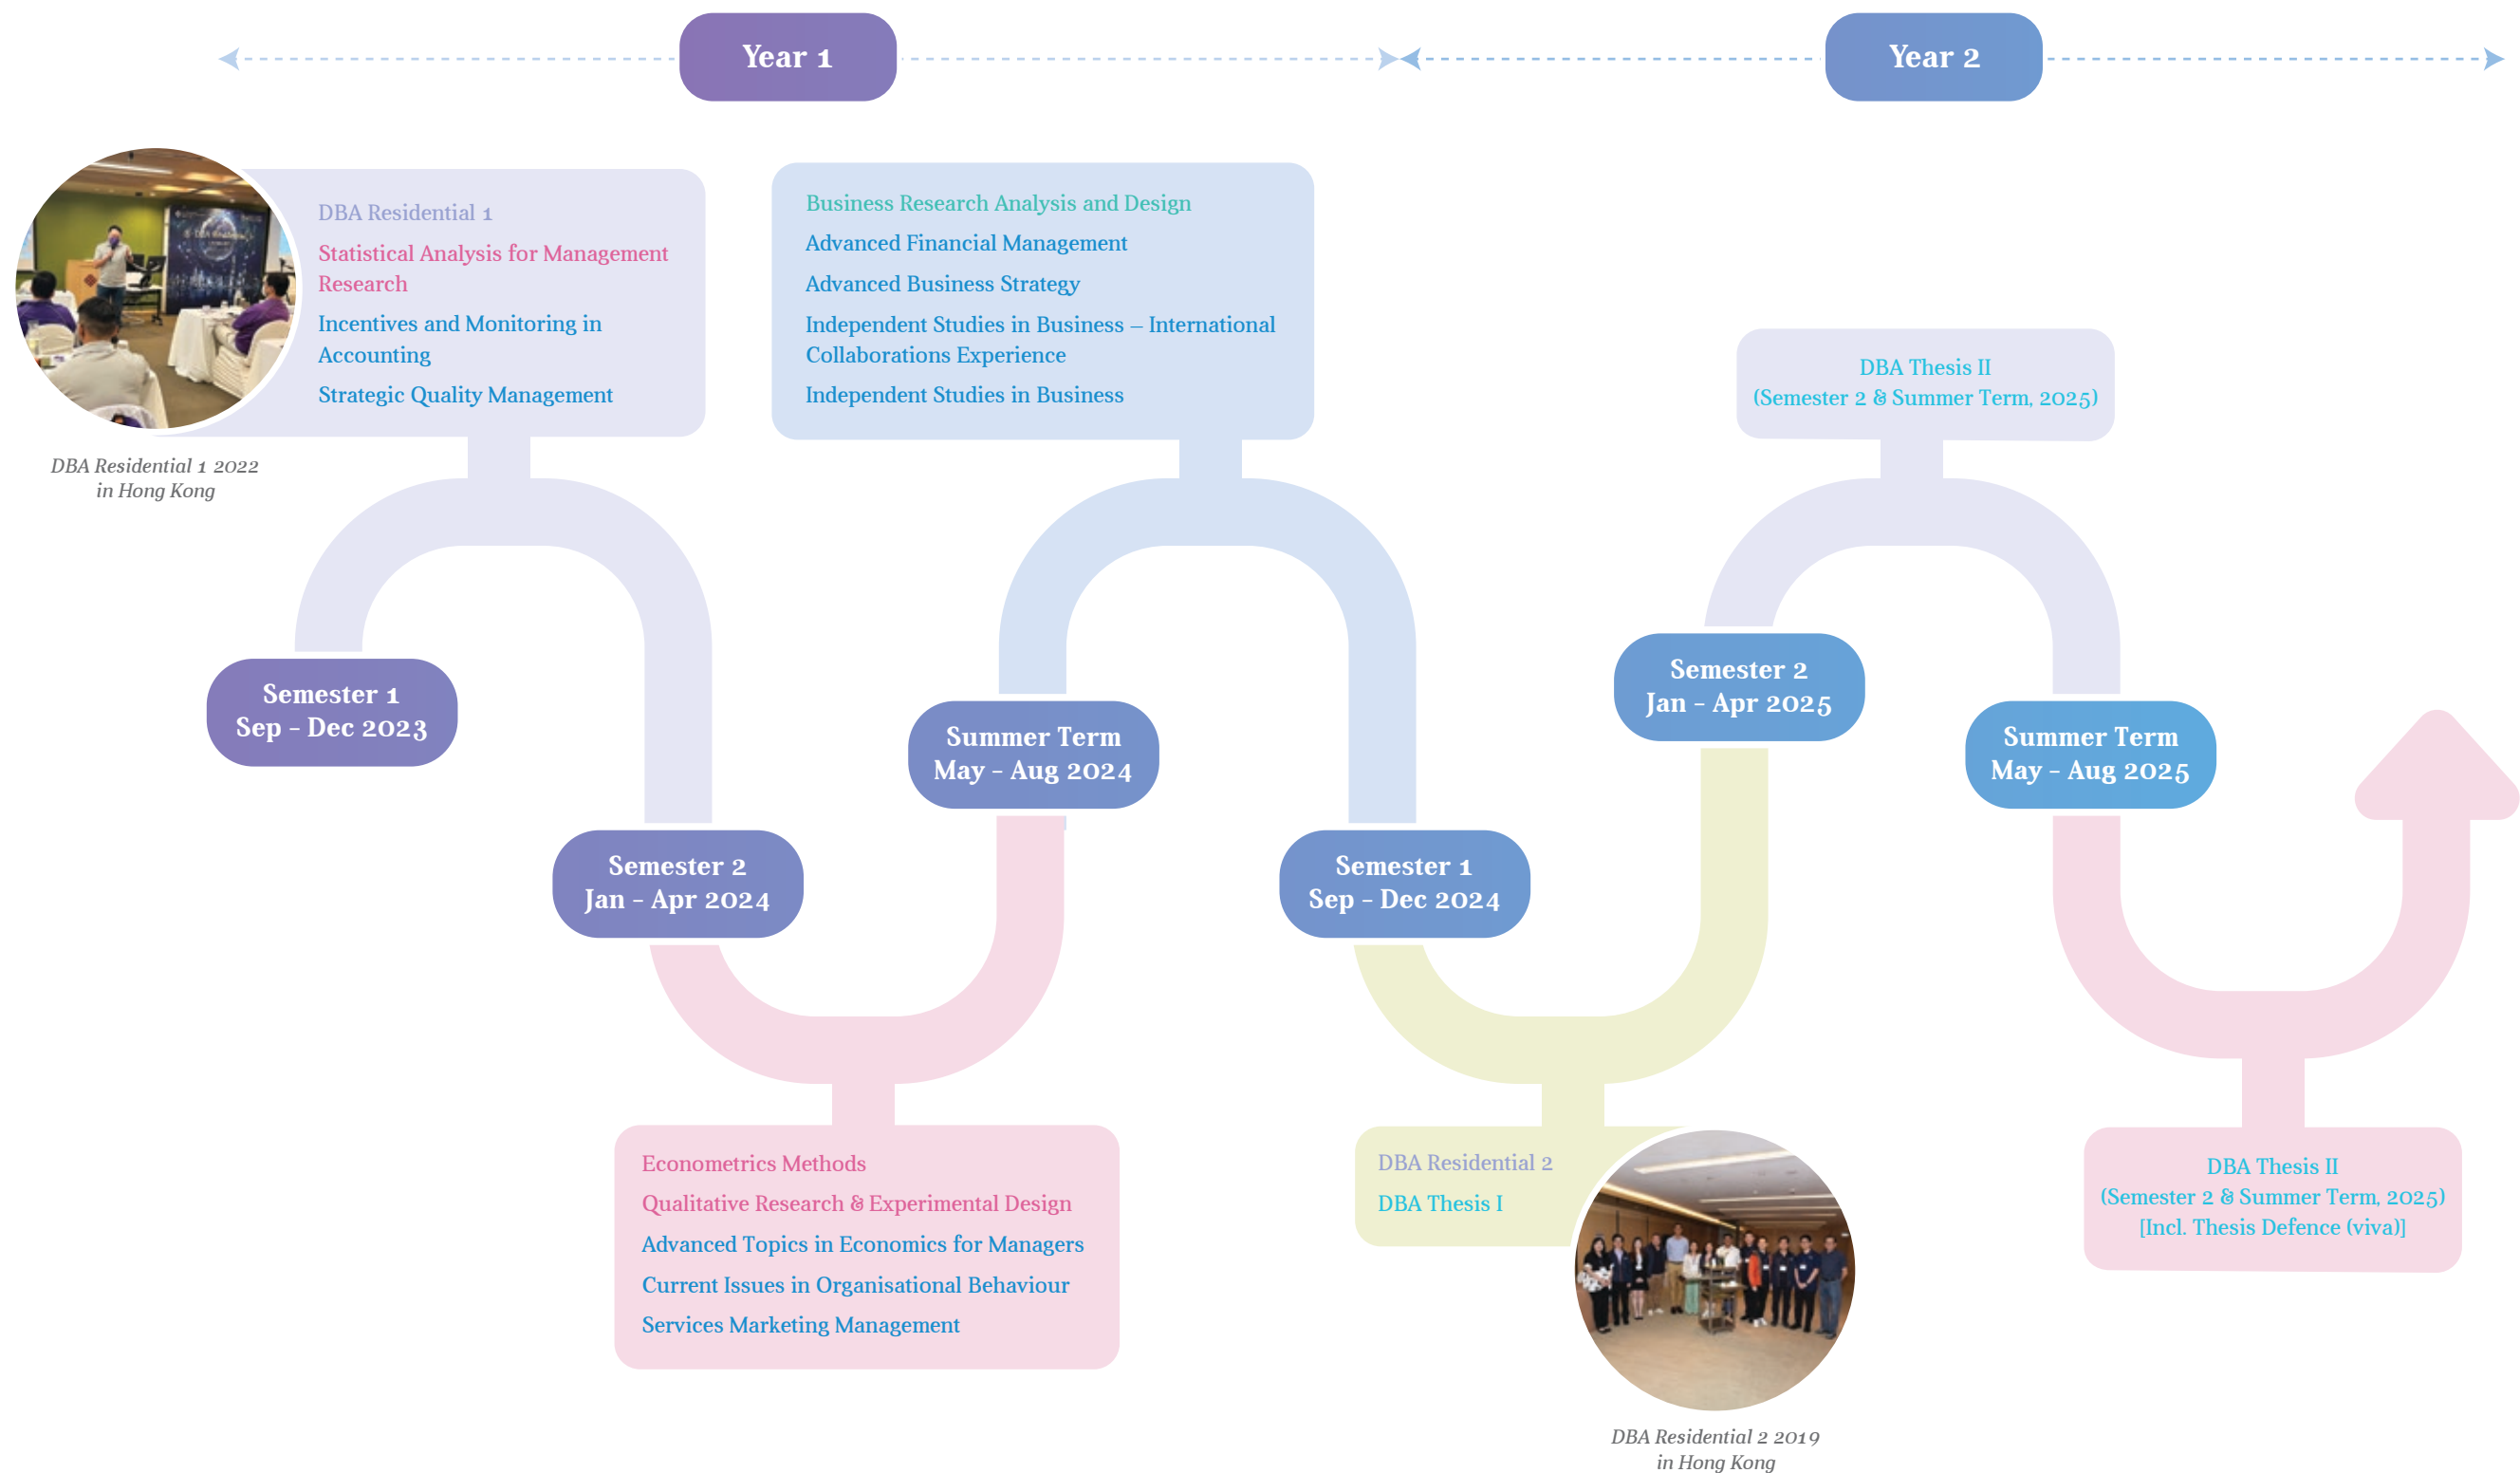 Year 1
Year 2
DBA Residential 1
Statistical Analysis for Management
Research
Incentives and Monitoring in
Accounting
Strategic Quality Management
DBA Residential 1 2022
in Hong Kong
Business Research Analysis and Design
Advanced Financial Management
Advanced Business Strategy
Independent Studies in Business – International
Collaborations Experience
Independent Studies in Business
DBA Thesis II
(Semester 2 & Summer Term, 2025)
Semester 1
Sep - Dec 2023
Semester 2
Jan - Apr 2024
Summer Term
May - Aug 2024
Semester 1
Sep - Dec 2024
Semester 2
Jan - Apr 2025
Summer Term
May - Aug 2025
Econometrics Methods
Qualitative Research & Experimental Design
Advanced Topics in Economics for Managers
Current Issues in Organisational Behaviour
Services Marketing Management
DBA Residential 2
DBA Thesis I
DBA Residential 2 2019
in Hong Kong
DBA Thesis II
(Semester 2 & Summer Term, 2025)
[Incl. Thesis Defence (viva)]